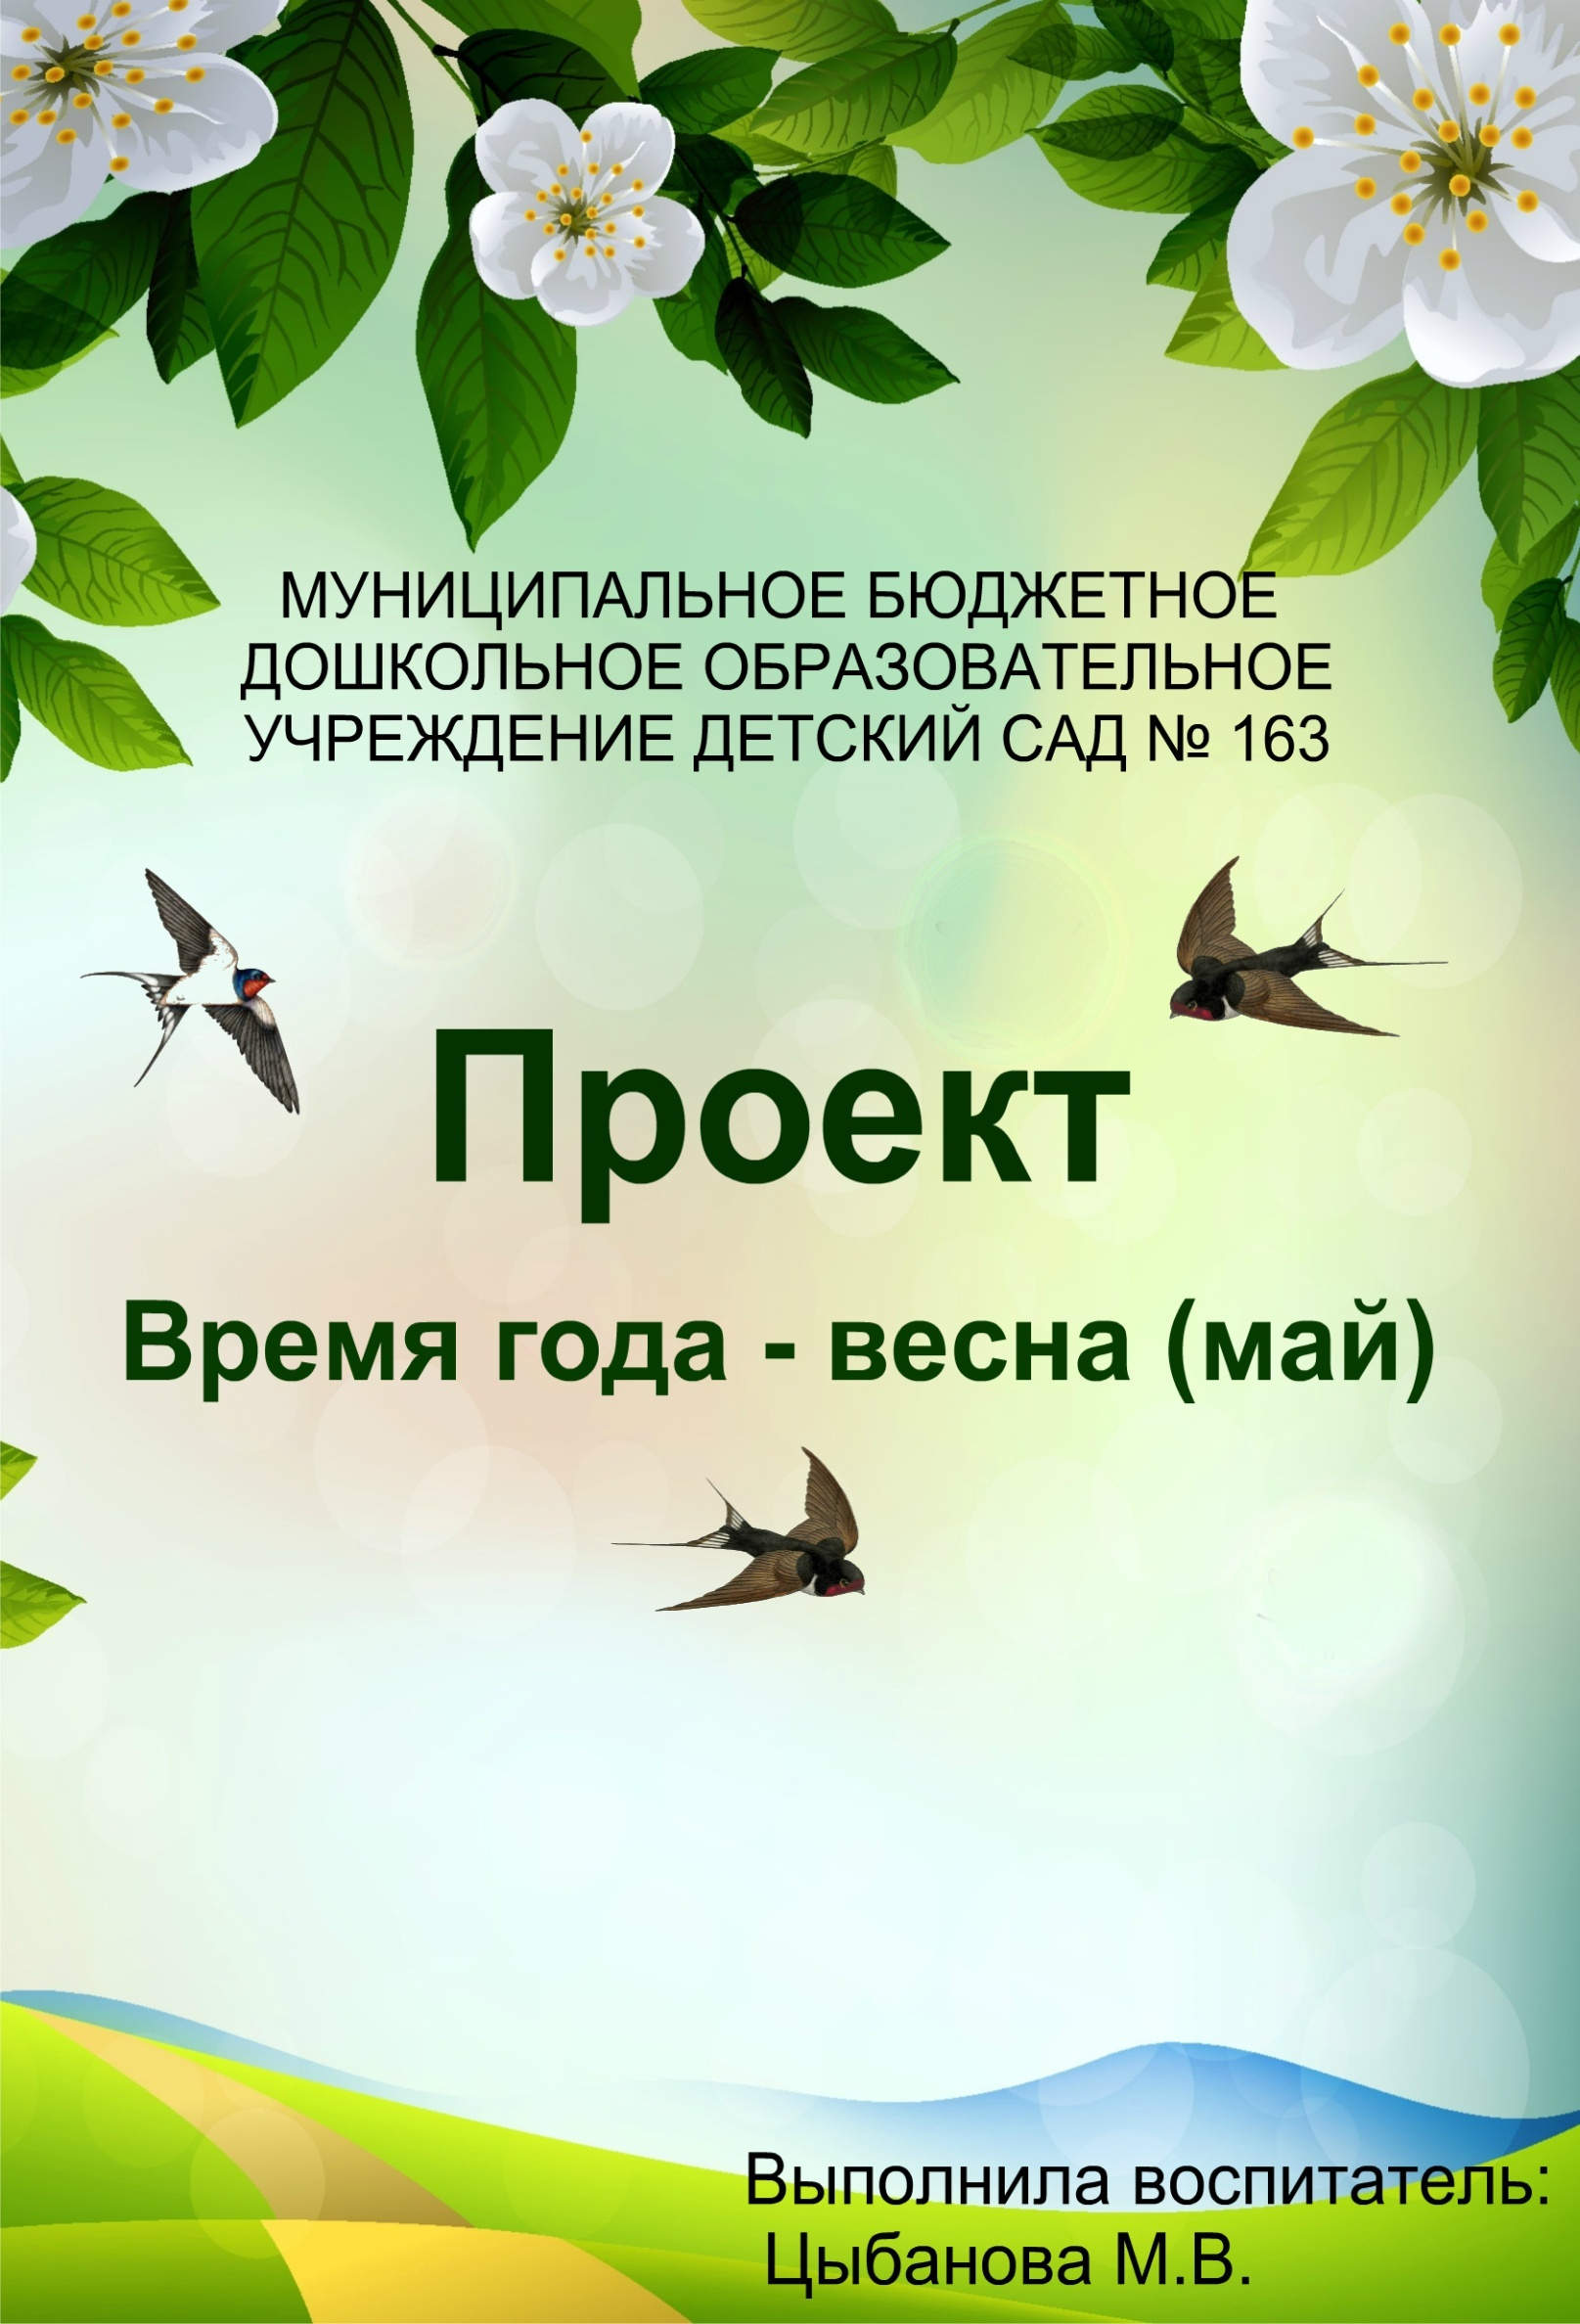 МУНИЦИПАЛЬНОЕ БЮДЖЕТНОЕ
ДОШКОЛЬНОЕ ОБРАЗОВАТЕЛЬНОЕ
УЧРЕЖДЕНИЕ ДЕТСКИЙ САД № 163
Проект
Время года - весна (май)
Выполнила воспитатель:
Цыбанова М.В.